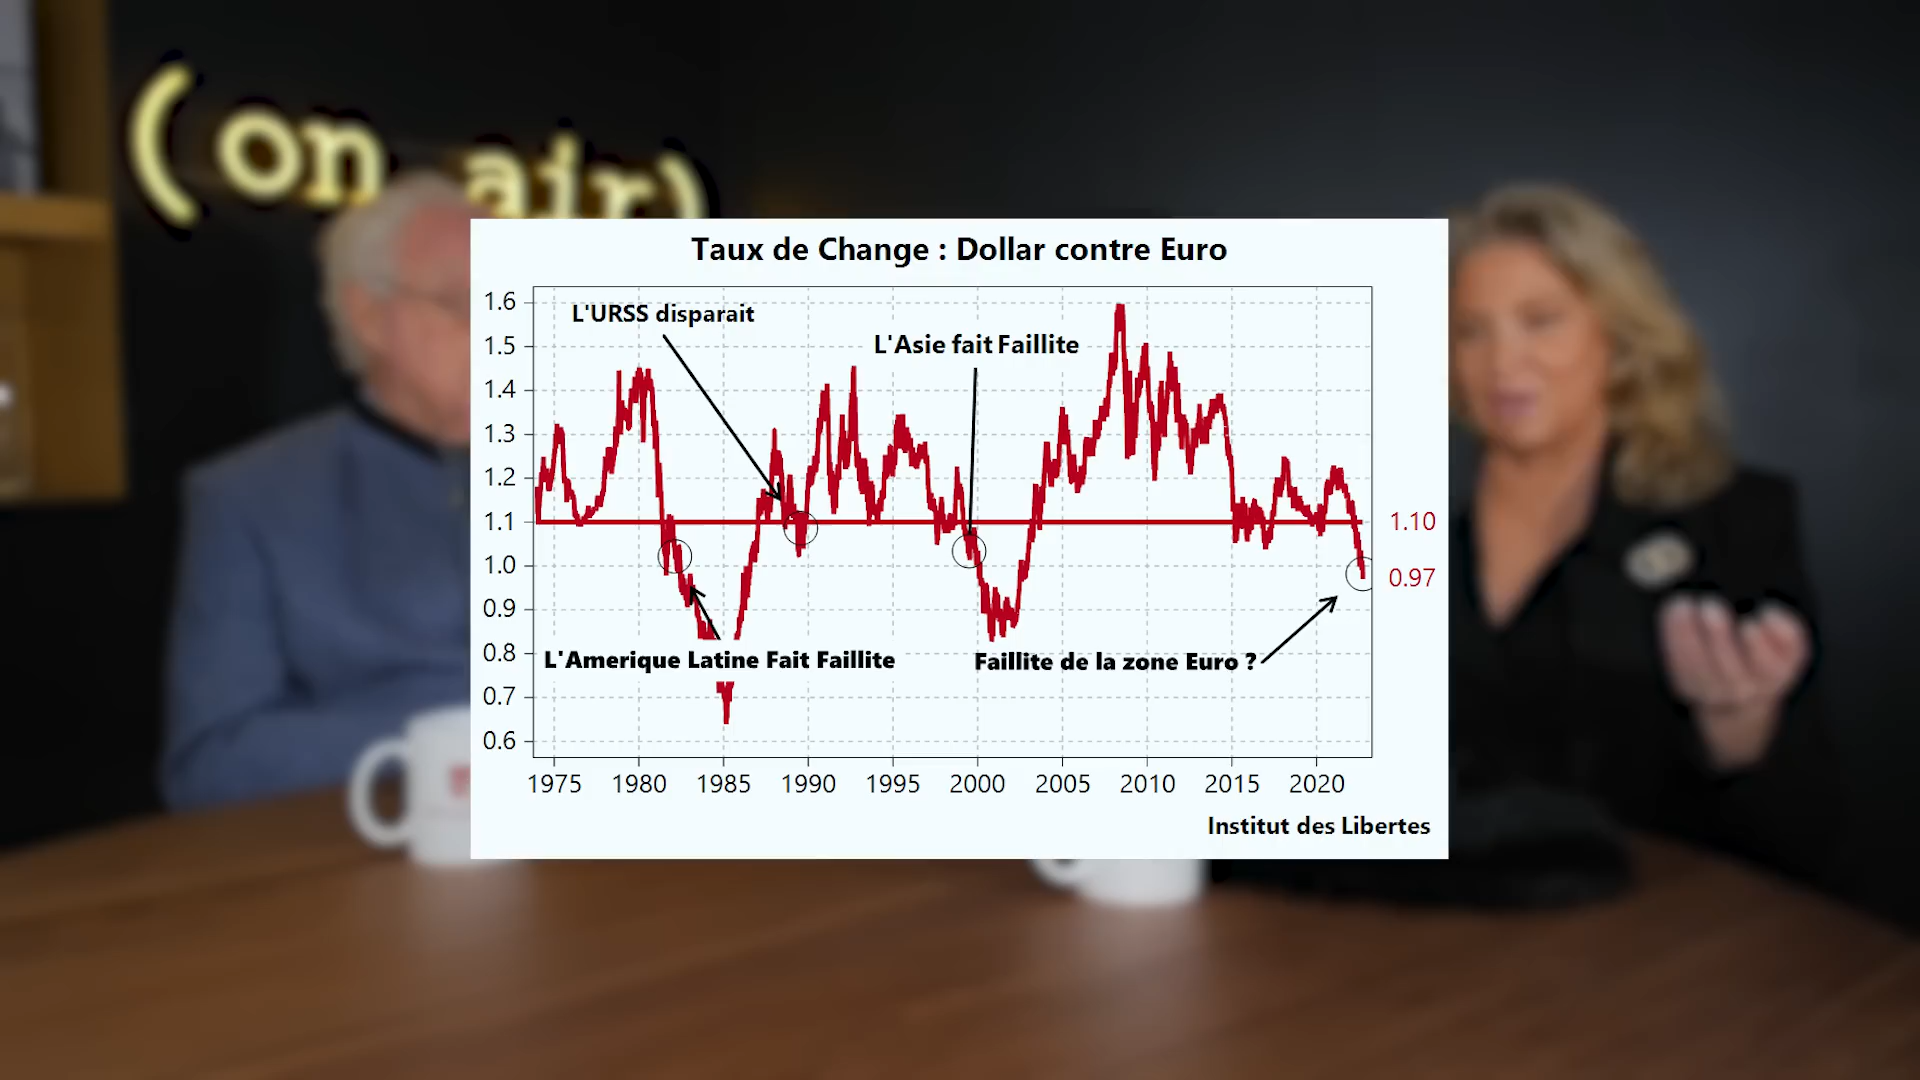 (on air)
Taux de Change : Dollar contre Euro
L'URSS disparait
L'Asie fait Faillite
1.6
1.5
1.4
1.3
1.2
1.1
1.0
0.9
0.8
0.7
0.6
1.10
0.97
L'Amerique Latine Fait Faillite
Faillite de la zone Euro ?
1975 1980 1985 1990 1995 2000 2005 2010 2015 2020
Institut des Libertes